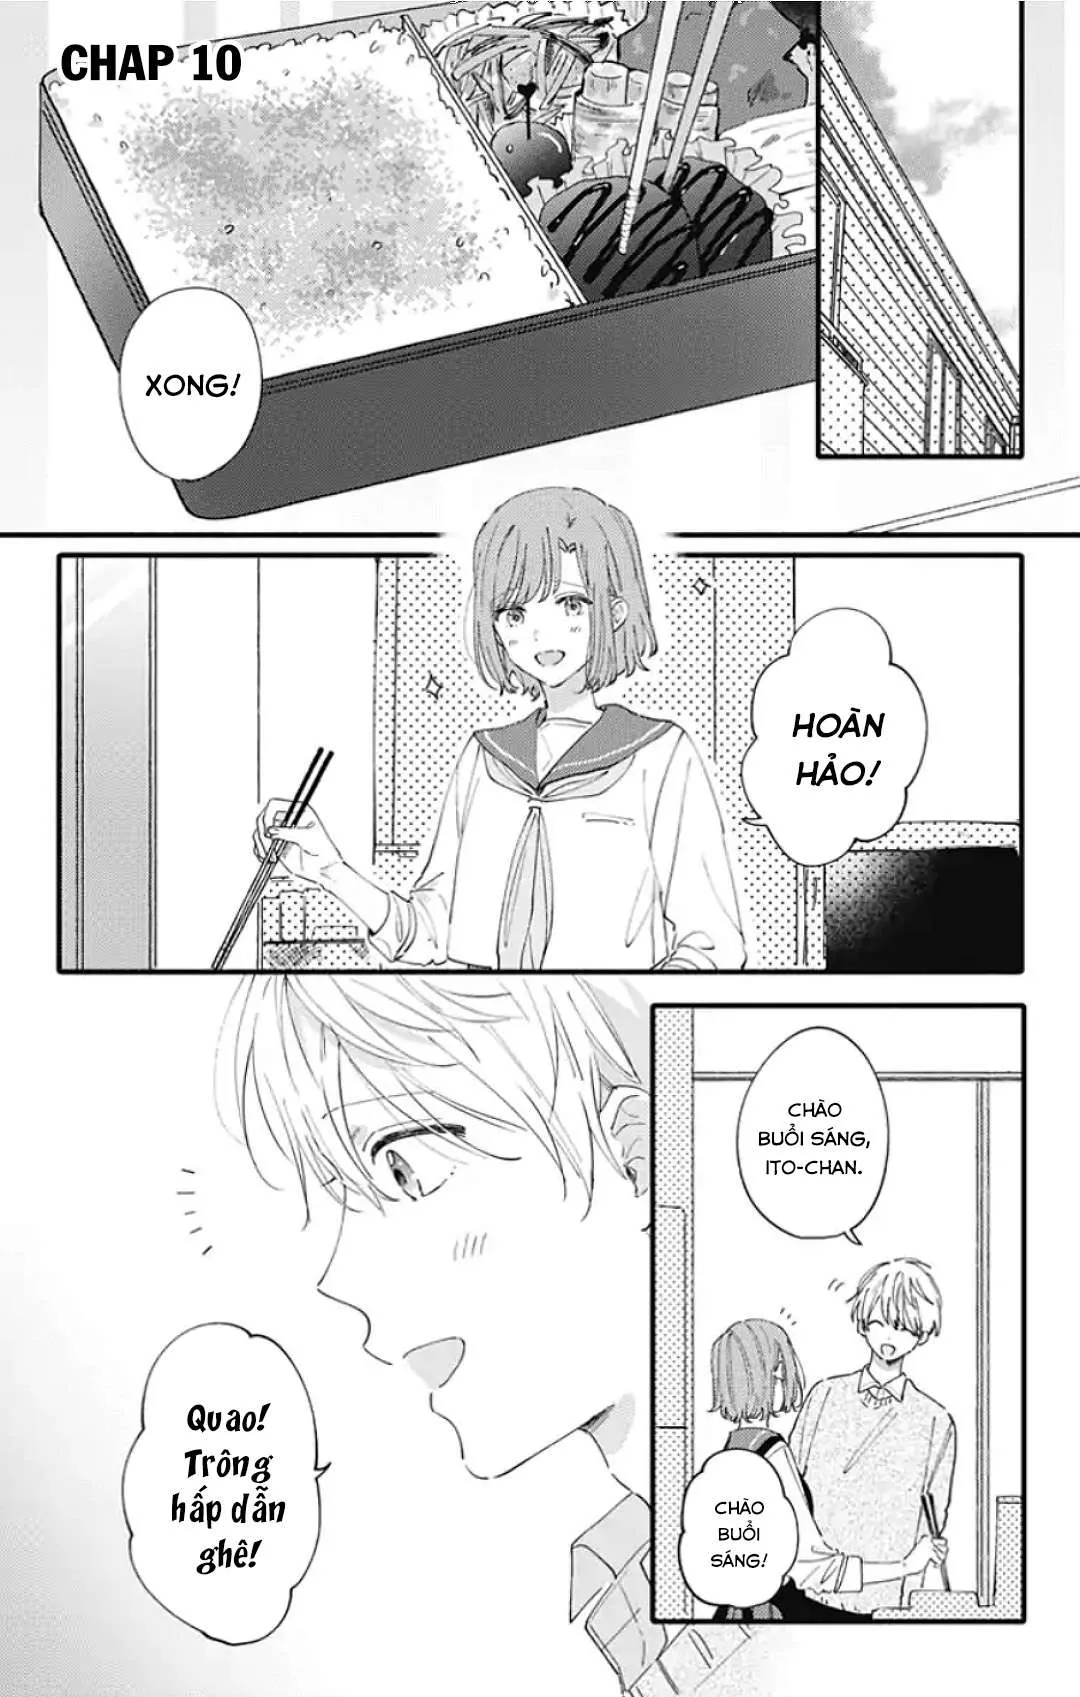 CHAP 10
XONG!
HOÀN
HẢO!
CHÀO
BUỔI SÁNG,
ITO-CHAN.
CHÀO
BUỔI
SÁNG!
Quao!
Trông
hấp dẫn
ghê!